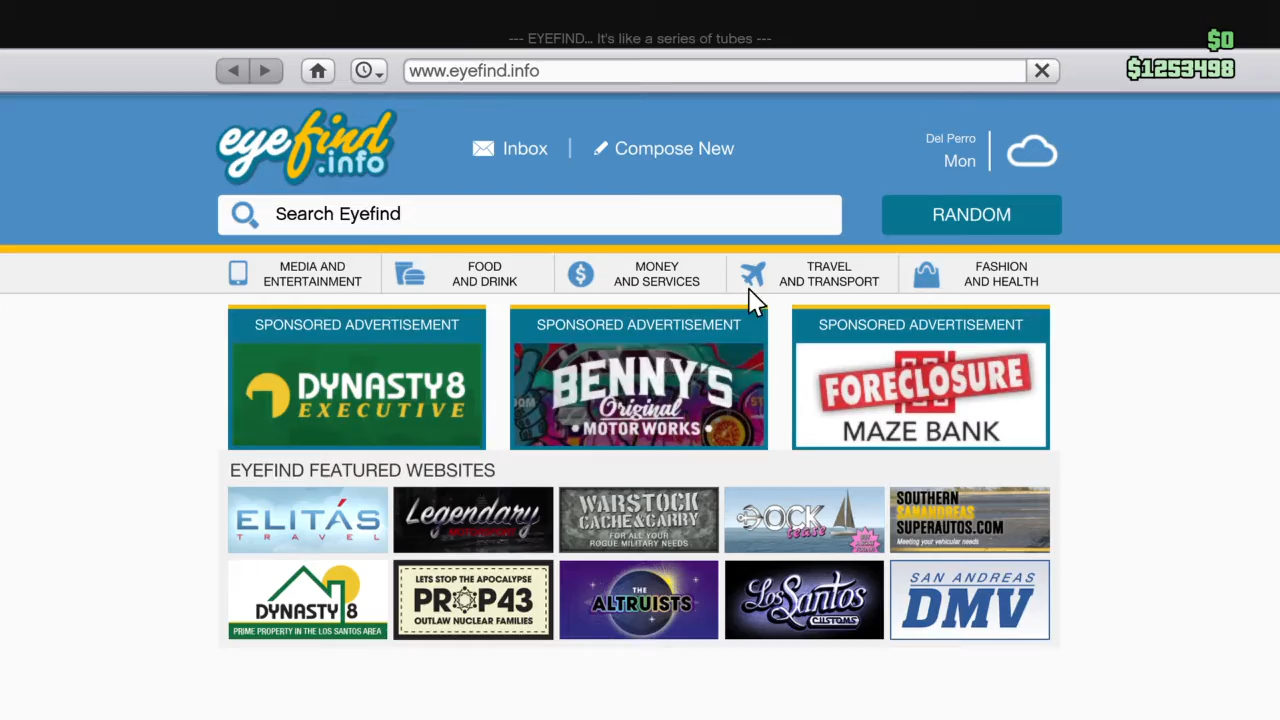 --- EYEFIND... It's like a series of tubes ---
$0
$1253498
www.eyefind.info
eyefind
.info
Inbox
Compose New
Del Perro
Mon
Search Eyefind
RANDOM
MEDIA AND
ENTERTAINMENT
FOOD
AND DRINK
MONEY
AND SERVICES
TRAVEL
AND TRANSPORT
FASHION
AND HEALTH
SPONSORED ADVERTISEMENT
DYNASTY8
EXECUTIVE
SPONSORED ADVERTISEMENT
BENNY'S
Original
MOTORWORKS
SPONSORED ADVERTISEMENT
FORECLOSURE
MAZE BANK
EYEFIND FEATURED WEBSITES
ELITÁS
TRAVEL
Legendary
MOTORSPORT
WARSTOCK
CACHE&CARRY
FOR ALL YOUR
ROGUE MILITARY NEEDS
DOCK
tease
SOUTHERN
SANANDREAS
SUPERAUTOS.COM
Meeting your vehicular needs
DYNASTY 8
PRIME PROPERTY IN THE LOS SANTOS AREA
LETS STOP THE APOCALYPSE
PROP43
OUTLAW NUCLEAR FAMILIES
THE
ALTRUISTS
Los Santos
CUSTOMS
SAN ANDREAS
DMV